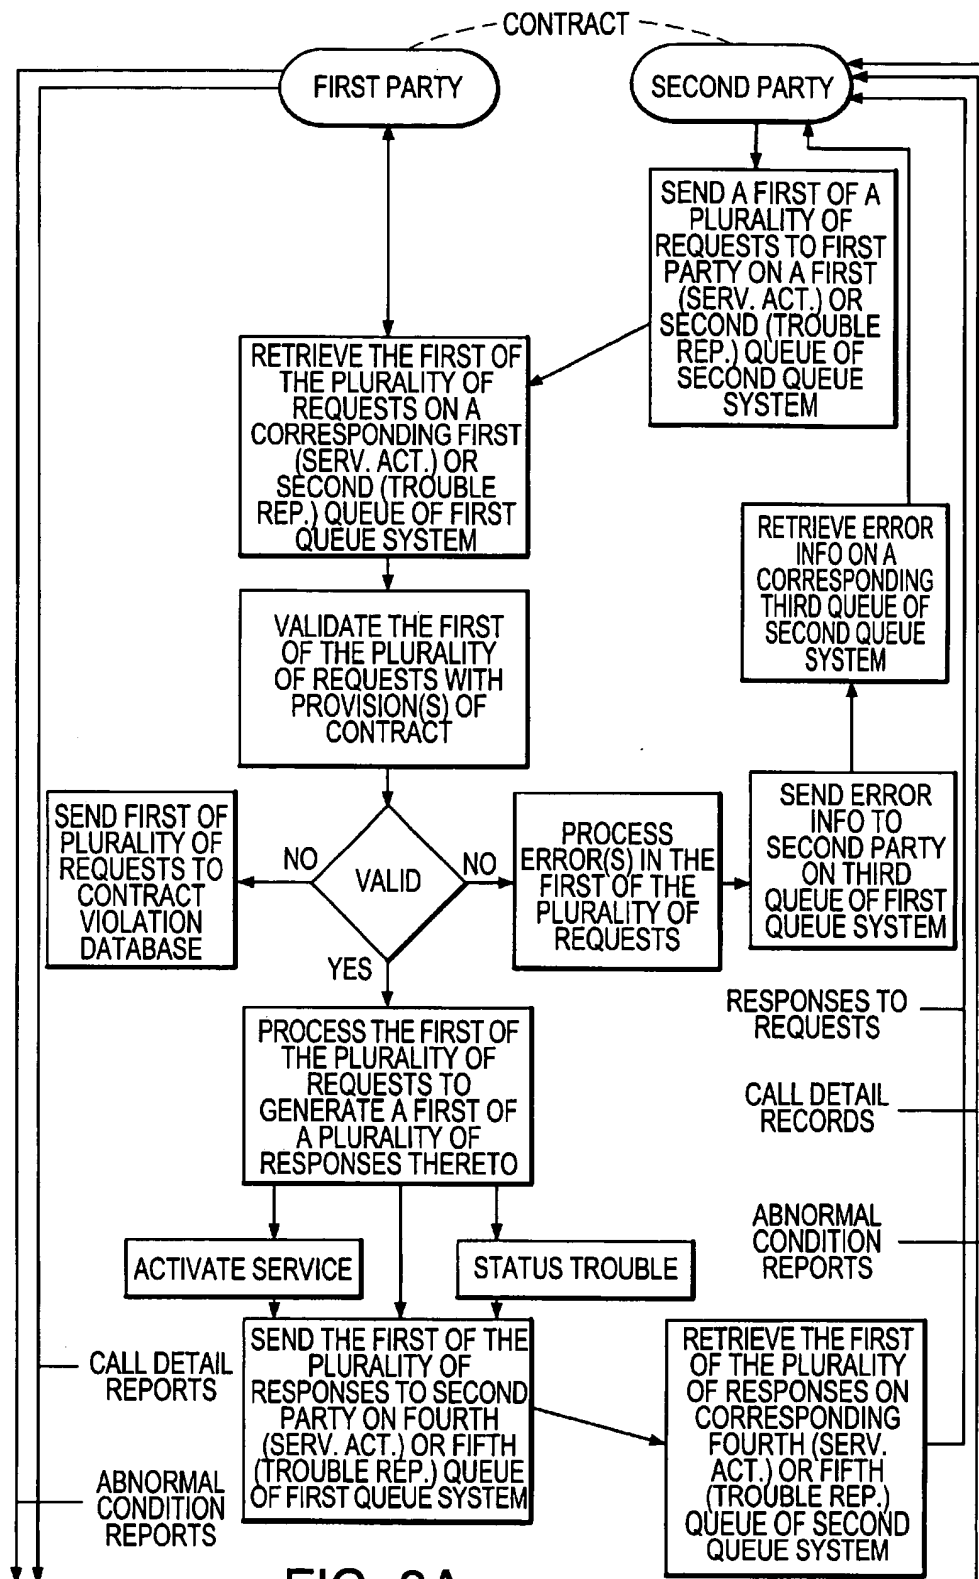 CONTRACT
FIRST PARTY
SECOND PARTY
SEND A FIRST OF A
PLURALITY OF
REQUESTS TO FIRST
PARTY ON A FIRST
(SERV. ACT.) OR
SECOND (TROUBLE
REP.) QUEUE OF
SECOND QUEUE
SYSTEM
RETRIEVE THE FIRST OF
THE PLURALITY OF
REQUESTS ON A
CORRESPONDING FIRST
(SERV. ACT.) OR
SECOND (TROUBLE
REP.) QUEUE OF FIRST
QUEUE SYSTEM
RETRIEVE ERROR
INFO ON A
CORRESPONDING
THIRD QUEUE OF
SECOND QUEUE
SYSTEM
VALIDATE THE FIRST
OF THE PLURALITY
OF REQUESTS WITH
PROVISION(S) OF
CONTRACT
SEND FIRST OF
PLURALITY OF
REQUESTS TO
CONTRACT
VIOLATION
DATABASE
NO
VALID
NO
YES
PROCESS
ERROR(S) IN THE
FIRST OF THE
PLURALITY OF
REQUESTS
SEND ERROR
INFO TO
SECOND PARTY
ON THIRD
QUEUE OF FIRST
QUEUE SYSTEM
PROCESS THE FIRST OF
THE PLURALITY OF
REQUESTS TO
GENERATE A FIRST OF
A PLURALITY OF
RESPONSES THERETO
RESPONSES TO
REQUESTS
CALL DETAIL
RECORDS
ABNORMAL
CONDITION
REPORTS
ACTIVATE SERVICE
STATUS TROUBLE
SEND THE FIRST OF THE
PLURALITY OF
RESPONSES TO SECOND
PARTY ON FOURTH
(SERV. ACT.) OR FIFTH
(TROUBLE REP.) QUEUE
OF FIRST QUEUE SYSTEM
RETRIEVE THE FIRST
OF THE PLURALITY
OF RESPONSES ON
CORRESPONDING
FOURTH (SERV.
ACT.) OR FIFTH
(TROUBLE REP.)
QUEUE OF SECOND
QUEUE SYSTEM
CALL DETAIL
REPORTS
ABNORMAL
CONDITION
REPORTS